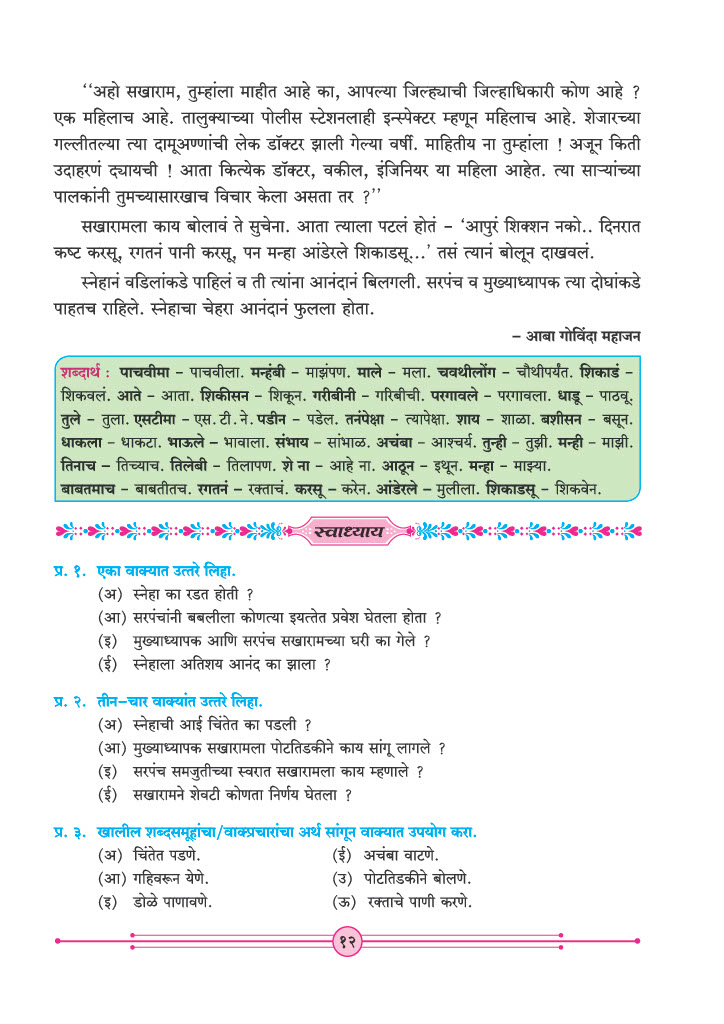 ‘‘अहो सखाराम, तुम्हांला माहीत आहे का, आपल्या जिल्ह्याची जिल्हाधिकारी कोण आहे ?
एक महिलाच आहे. तालुक्याच्या पोलीस स्टेशनलाही इन्स्पेक्टर म्हणून महिलाच आहे. शेजारच्या
गल्लीतल्या त्या दामूअण्णांची लेक डॉक्टर झाली गेल्या वर्षी. माहितीय ना तुम्हांला ! अजून किती
उदाहरणं द्यायची ! आता कित्येक डॉक्टर, वकील, इंजिनियर या महिला आहेत. त्या साऱ्यांच्या
पालकांनी तुमच्यासारखाच विचार केला असता तर ?’’
सखारामला काय बोलावं ते सुचेना. आता त्याला पटलं होतं – ‘आपुरं शिक्शन नको.. दिनरात
कष्ट करसू, रगतनं पानी करसू, पन मन्हा आंडेरले शिकाडसू...’ तसं त्यानं बोलून दाखवलं.
स्नेहानं वडिलांकडे पाहिलं व ती त्यांना आनंदानं बिलगली. सरपंच व मुख्याध्यापक त्या दोघांकडे
पाहतच राहिले. स्नेहाचा चेहरा आनंदानं फुलला होता.
– आबा गोविंदा महाजन
शब्दार्थ : पाचवीमा – पाचवीला. मन्हंबी – माझंपण. माले – मला. चवथीलोंग – चौथीपर्यंत. शिकाडं –
शिकवलं. आते – आता. शिकीसन – शिकून. गरीबीनी – गरिबीची. परगावले – परगावला. धाडू – पाठवू.
तुले – तुला. एसटीमा – एस. टी. ने. पडीन – पडेल. तनंपेक्षा – त्यापेक्षा. शाय – शाळा. बशीसन – बसून.
धाकला – धाकटा. भाऊले – भावाला. संभाय – सांभाळ. अचंबा – आश्चर्य. तुन्ही – तुझी. मन्ही – माझी.
तिनाच – तिच्याच. तिलेबी – तिलापण. शे ना – आहे ना. आठून – इथून. मन्हा – माझ्या.
बाबतमाच – बाबतीतच. रगतनं – रक्ताचं. करसू – करेन. आंडेरले – मुलीला. शिकाडसू – शिकवेन.
स्वाध्याय
प्र. १. एका वाक्यात उत्तरे लिहा.
(अ) स्नेहा का रडत होती ?
(आ) सरपंचांनी बबलीला कोणत्या इयत्तेत प्रवेश घेतला होता ?
(इ) मुख्याध्यापक आणि सरपंच सखारामच्या घरी का गेले ?
(ई) स्नेहाला अतिशय आनंद का झाला ?
प्र. २. तीन–चार वाक्यांत उत्तरे लिहा.
(अ) स्नेहाची आई चिंतेत का पडली ?
(आ) मुख्याध्यापक सखारामला पोटतिडकीने काय सांगू लागले ?
(इ) सरपंच समजुतीच्या स्वरात सखारामला काय म्हणाले ?
(ई) सखारामने शेवटी कोणता निर्णय घेतला ?
प्र. ३. खालील शब्दसमूहांचा/वाक्प्रचारांचा अर्थ सांगून वाक्यात उपयोग करा.
(अ) चिंतेत पडणे. (ई) अचंबा वाटणे.
(आ) गहिवरून येणे. (उ) पोटतिडकीने बोलणे.
(इ) डोळे पाणावणे. (ऊ) रक्ताचे पाणी करणे.
१२